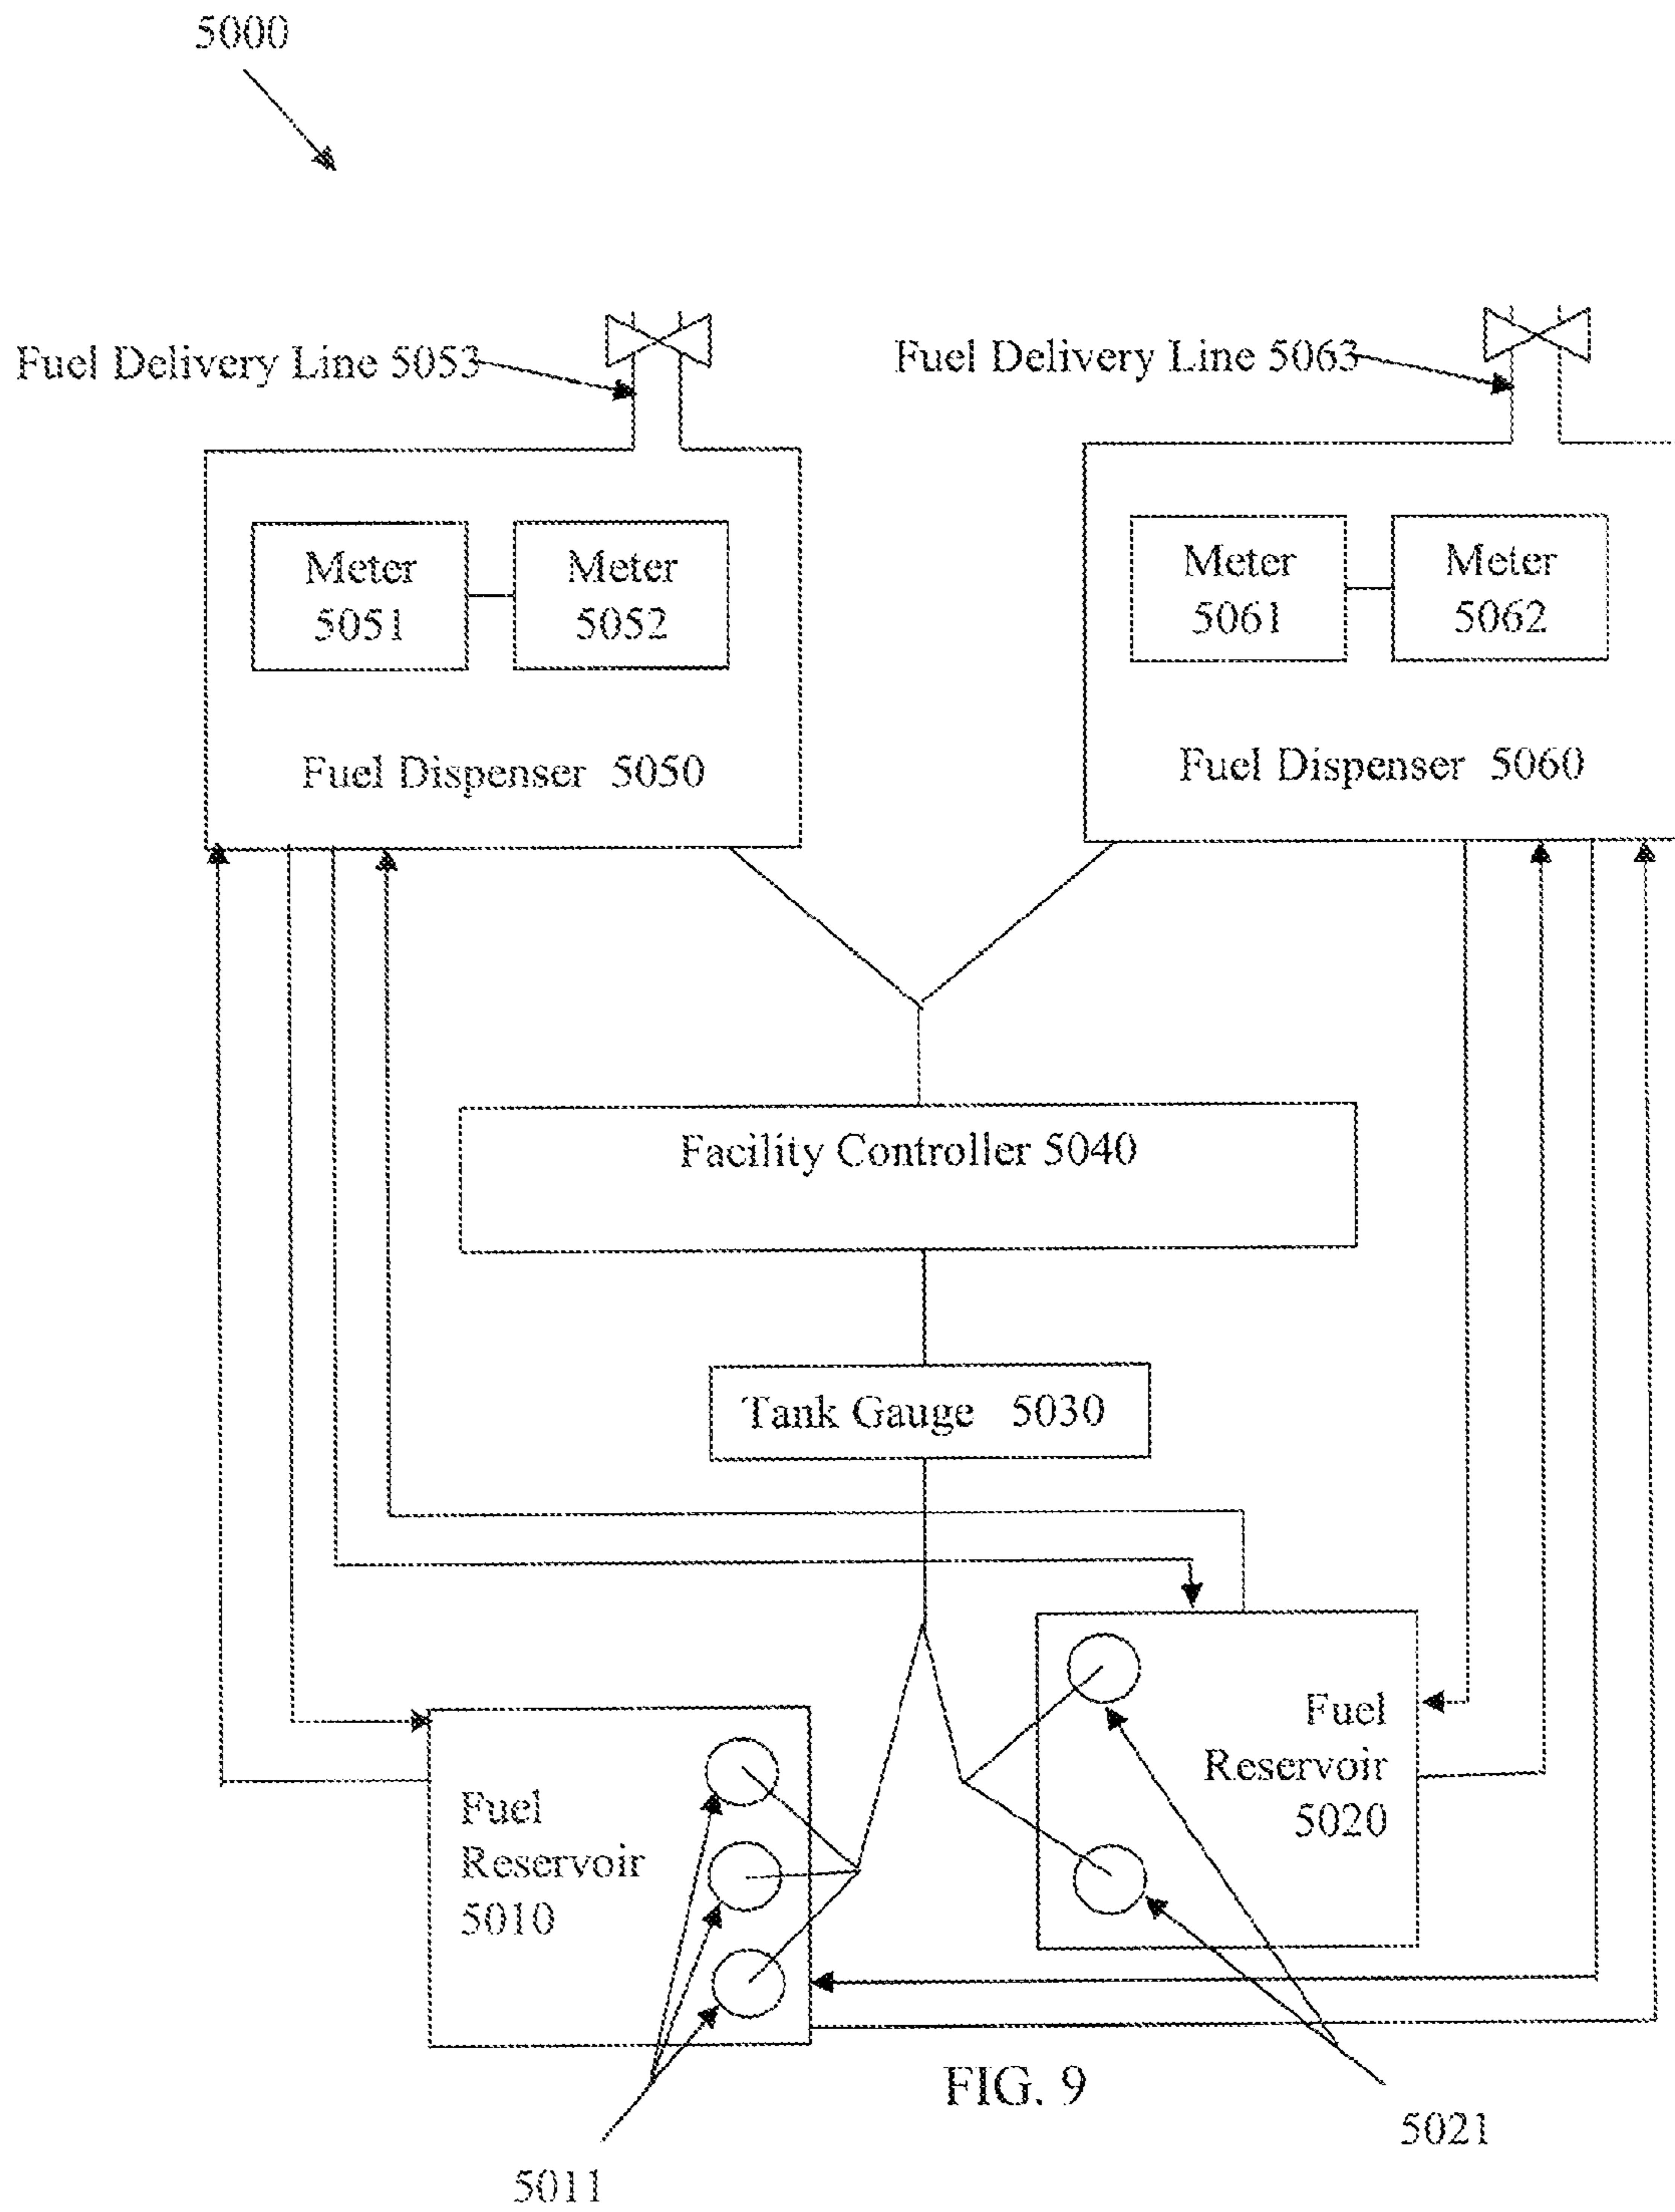 5000
Fuel Delivery Line 5053
Fuel Delivery Line 5063
Meter
5051
Meter
5052
Meter
5061
Meter
5062
Fuel Dispenser 5050
Fuel Dispenser 5060
Facility Controller 5040
Tank Gauge 5030
Fuel
Reservoir
5020
Fuel
Reservoir
5010
FIG. 9
5021
5011